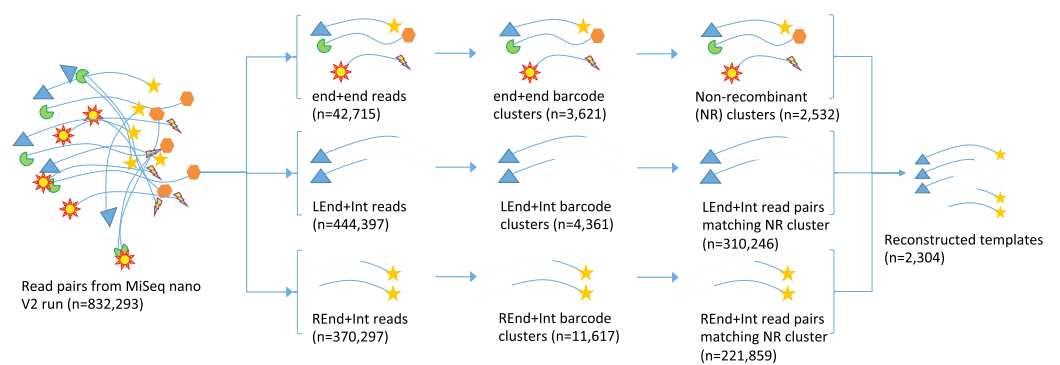 Read pairs from MiSeq nano
V2 run (n=832,293)
end+end reads
(n=42,715)
end+end barcode
clusters (n=3,621)
Non-recombinant
(NR) clusters (n=2,532)
LEnd+Int reads
(n=444,397)
LEnd+Int barcode
clusters (n=4,361)
LEnd+Int read pairs
matching NR cluster
(n=310,246)
REnd+Int reads
(n=370,297)
REnd+Int barcode
clusters (n=11,617)
REnd+Int read pairs
matching NR cluster
(n=221,859)
Reconstructed templates
(n=2,304)